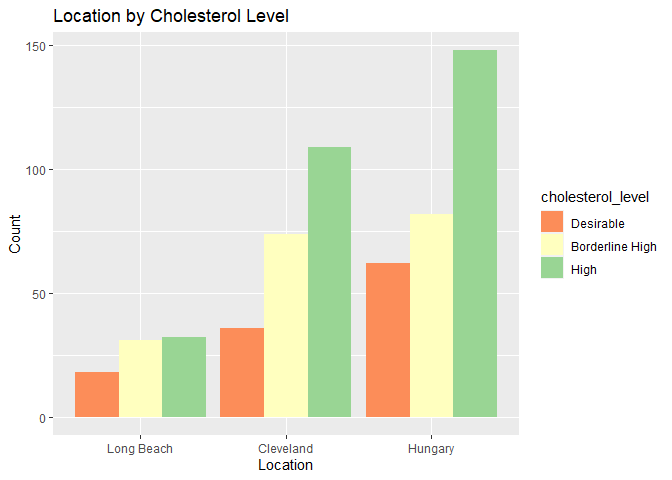 Location by Cholesterol Level
150
100
50
0
Count
Long Beach
Cleveland
Hungary
Location
cholesterol_level
Desirable
Borderline High
High